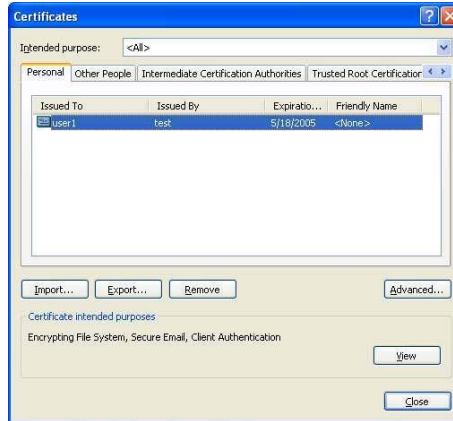 Certificates
Intended purpose: <All>
Personal Other People Intermediate Certification Authorities Trusted Root Certification
Issued To Issued By Expiratio... Friendly Name
user1 test 5/18/2005 <None>
Import... Export... Remove Advanced...
Certificate intended purposes
Encrypting File System, Secure Email, Client Authentication
View
Close